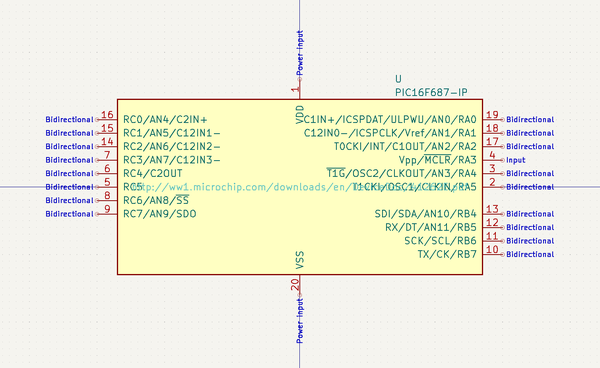 Power input
1
VDD
U
PIC16F687-IP
Bidirectional 16 RC0/AN4/C2IN+
Bidirectional 15 RC1/AN5/C12IN1-
Bidirectional 14 RC2/AN6/C12IN2-
Bidirectional 7 RC3/AN7/C12IN3-
Bidirectional 6 RC4/C2OUT
Bidirectional 5 RC5
Bidirectional 8 RC6/AN8/SS
Bidirectional 9 RC7/AN9/SDO
http://ww1.microchip.com/downloads/en/
C1IN+/ICSPDAT/ULPWU/AN0/RA0 19 Bidirectional
C12IN0-/ICSPCLK/Vref/AN1/RA1 18 Bidirectional
T0CKI/INT/C1OUT/AN2/RA2 17 Bidirectional
Vpp/MCLR/RA3 4 Input
T1G/OSC2/CLKOUT/AN3/RA4 3 Bidirectional
T1CKI/OSC1/CLKIN/RA5 2 Bidirectional
SDI/SDA/AN10/RB4 13 Bidirectional
RX/DT/AN11/RB5 12 Bidirectional
SCK/SCL/RB6 11 Bidirectional
TX/CK/RB7 10 Bidirectional
VSS
20
Power input